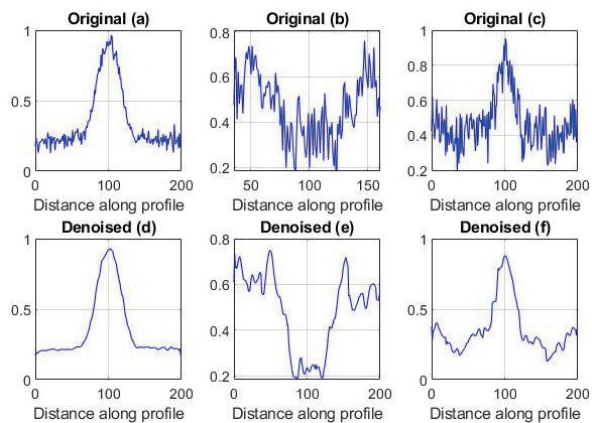 Original (a) Original (b) Original (c)
1 0.8 1
0.8
0.6
0.5 0.6
0.4
0.4
0 0.2 0.2
0 100 200 50 100 150 0 100 200
Distance along profile Distance along profile Distance along profile
Denoised (d) Denoised (e) Denoised (f)
1 0.8 1
0.6
0.5 0.5
0.4
0 0.2 0
0 100 200 0 100 200 0 100 200
Distance along profile Distance along profile Distance along profile